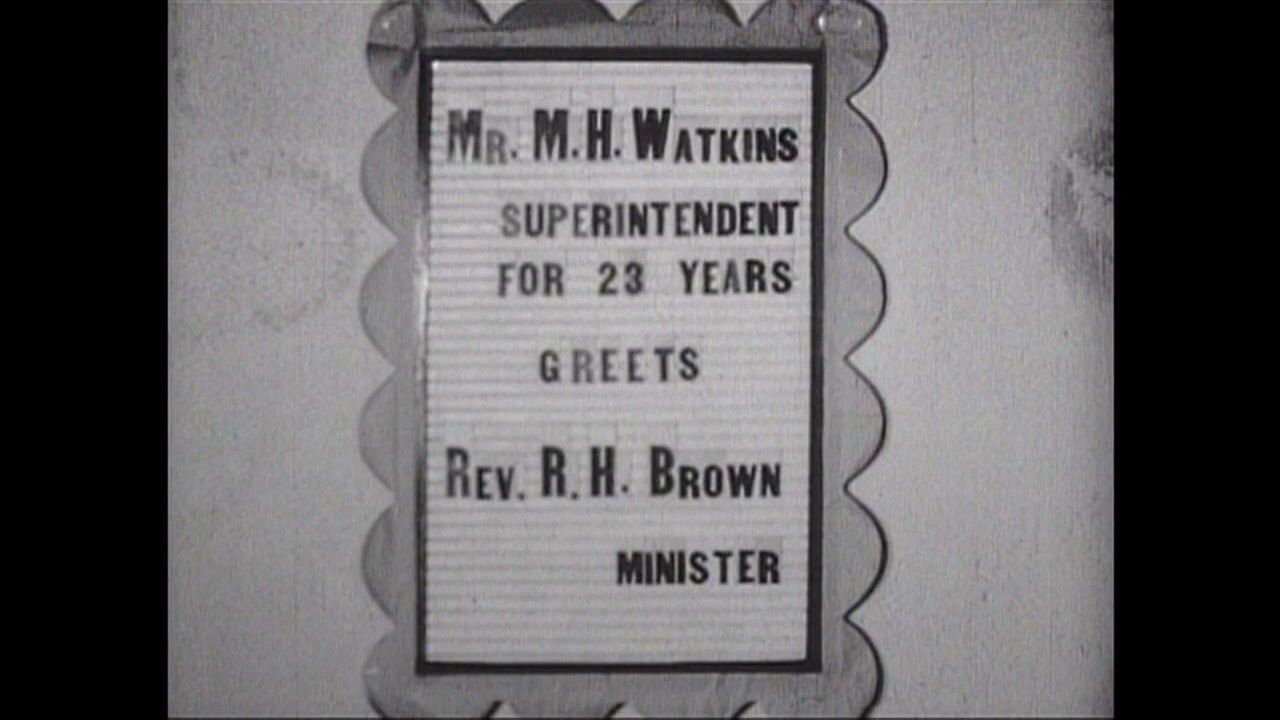 MR. M.H. WATKINS
SUPERINTENDENT
FOR 23 YEARS
GREETS
REV. R.H. BROWN
MINISTER